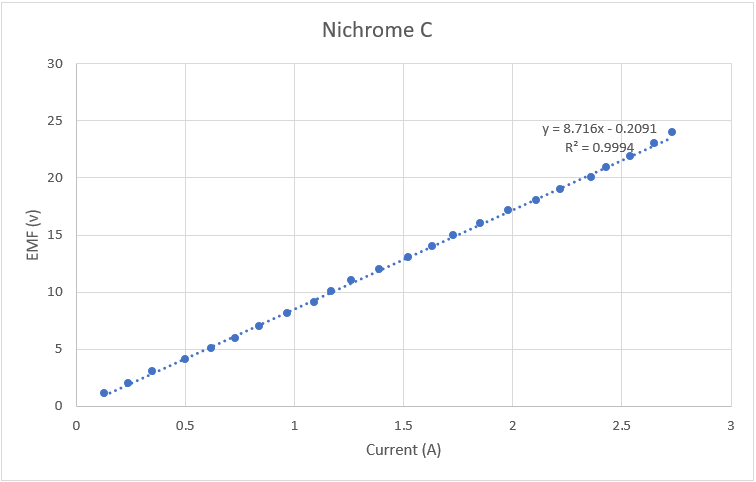 Nichrome C
30
25
20
15
10
5
0
EMF (v)
y = 8.716x - 0.2091
R² = 0.9994
0 0.5 1 1.5 2 2.5 3
Current (A)